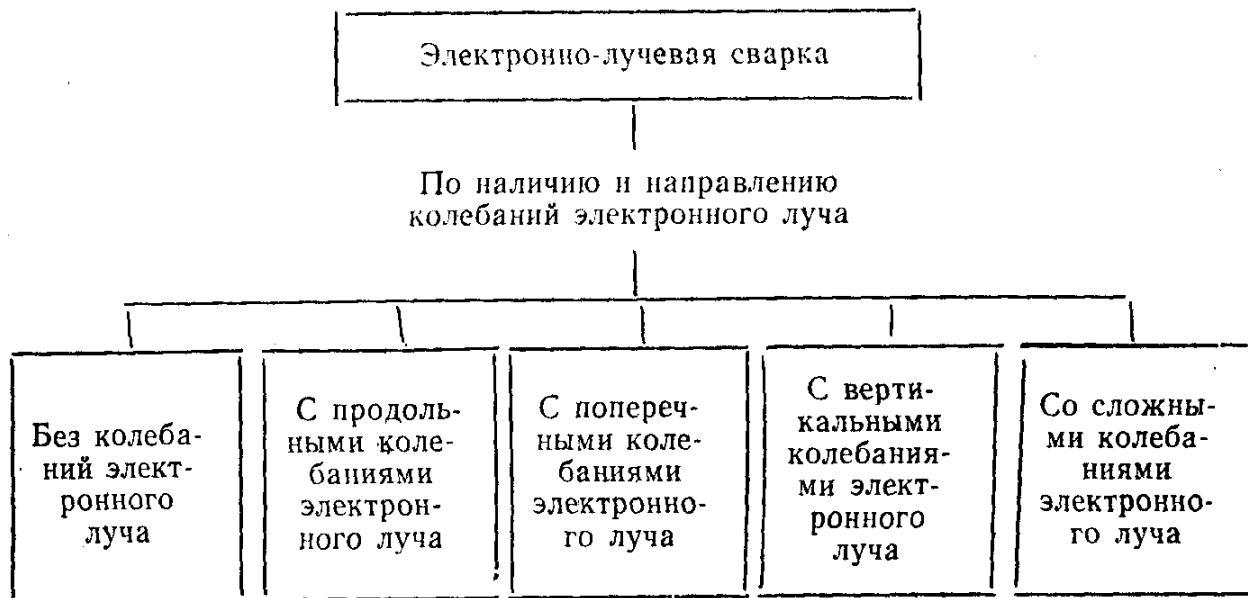 Электронно-лучевая сварка
По наличию и направлению
колебаний электронного луча
Без колеба-
ний элект-
ронного
луча
С продоль-
ными коле-
баниями
электрон-
ного луча
С попереч-
ными коле-
баниями
электронно-
го луча
С верти-
кальными
колебания-
ми элект-
ронного
луча
Со сложны-
ми колеба-
ниями
электронно-
го луча